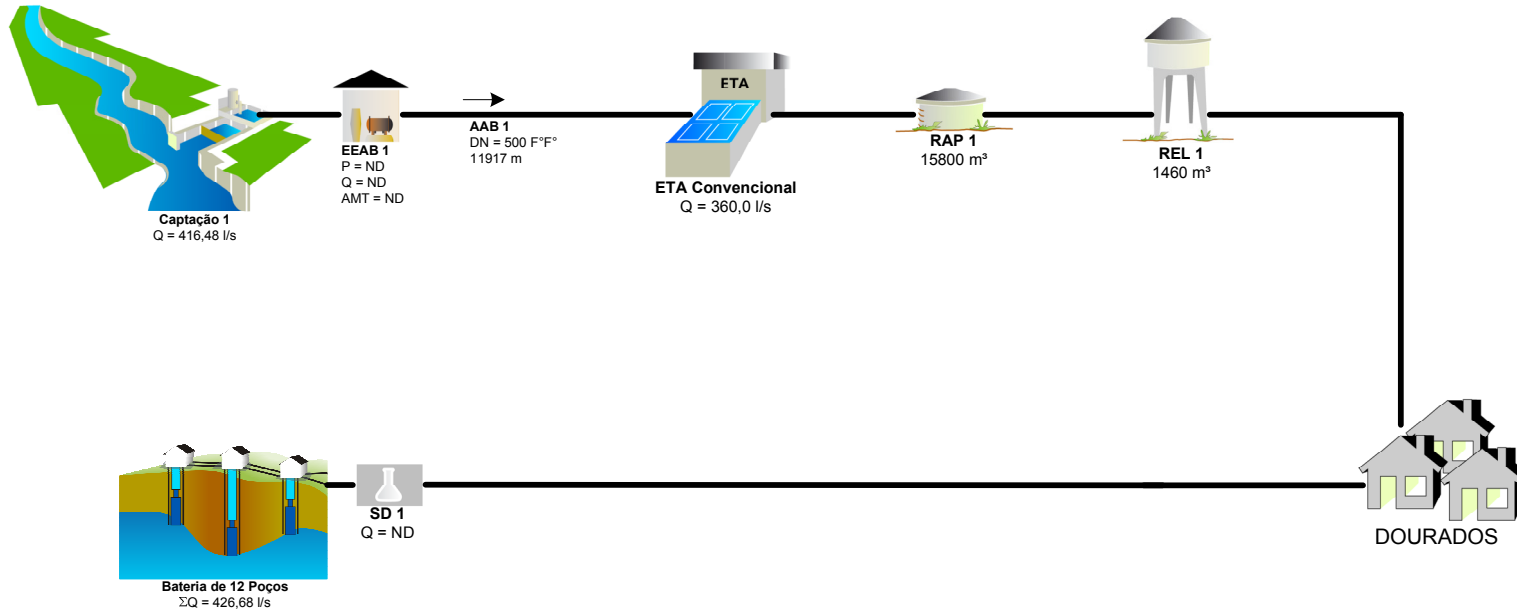 Captação 1
Q = 416,48 l/s
EEAB 1
P = ND
Q = ND
AMT = ND
AAB 1
DN = 500 F°F°
11917 m
ETA
ETA Convencional
Q = 360,0 l/s
RAP 1
15800 m³
REL 1
1460 m³
Bateria de 12 Poços
ΣQ = 426,68 l/s
SD 1
Q = ND
DOURADOS